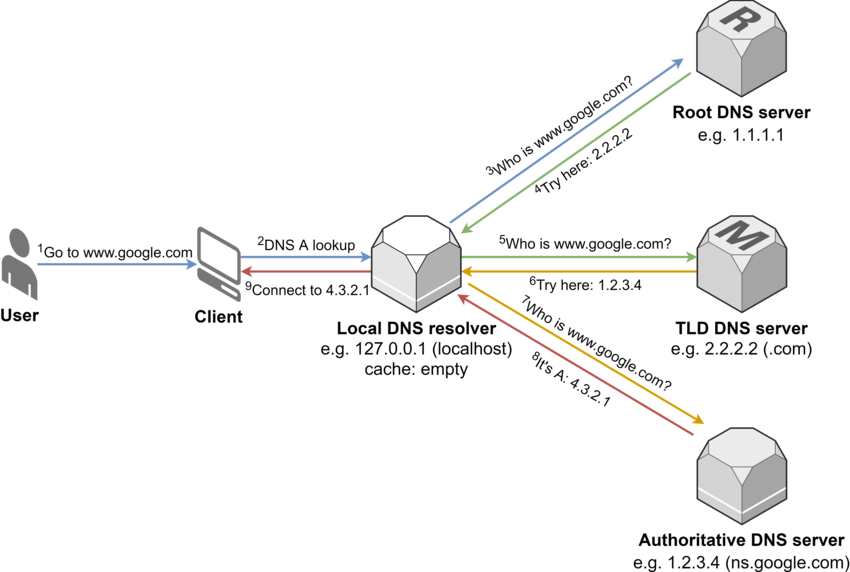 R
Root DNS server
e.g. 1.1.1.1
3Who is www.google.com?
4Try here: 2.2.2.2
1Go to www.google.com
2DNS A lookup
9Connect to 4.3.2.1
5Who is www.google.com?
6Try here: 1.2.3.4
M
User
Client
Local DNS resolver
e.g. 127.0.0.1 (localhost)
cache: empty
TLD DNS server
e.g. 2.2.2.2 (.com)
7Who is www.google.com?
8It's A: 4.3.2.1
Authoritative DNS server
e.g. 1.2.3.4 (ns.google.com)